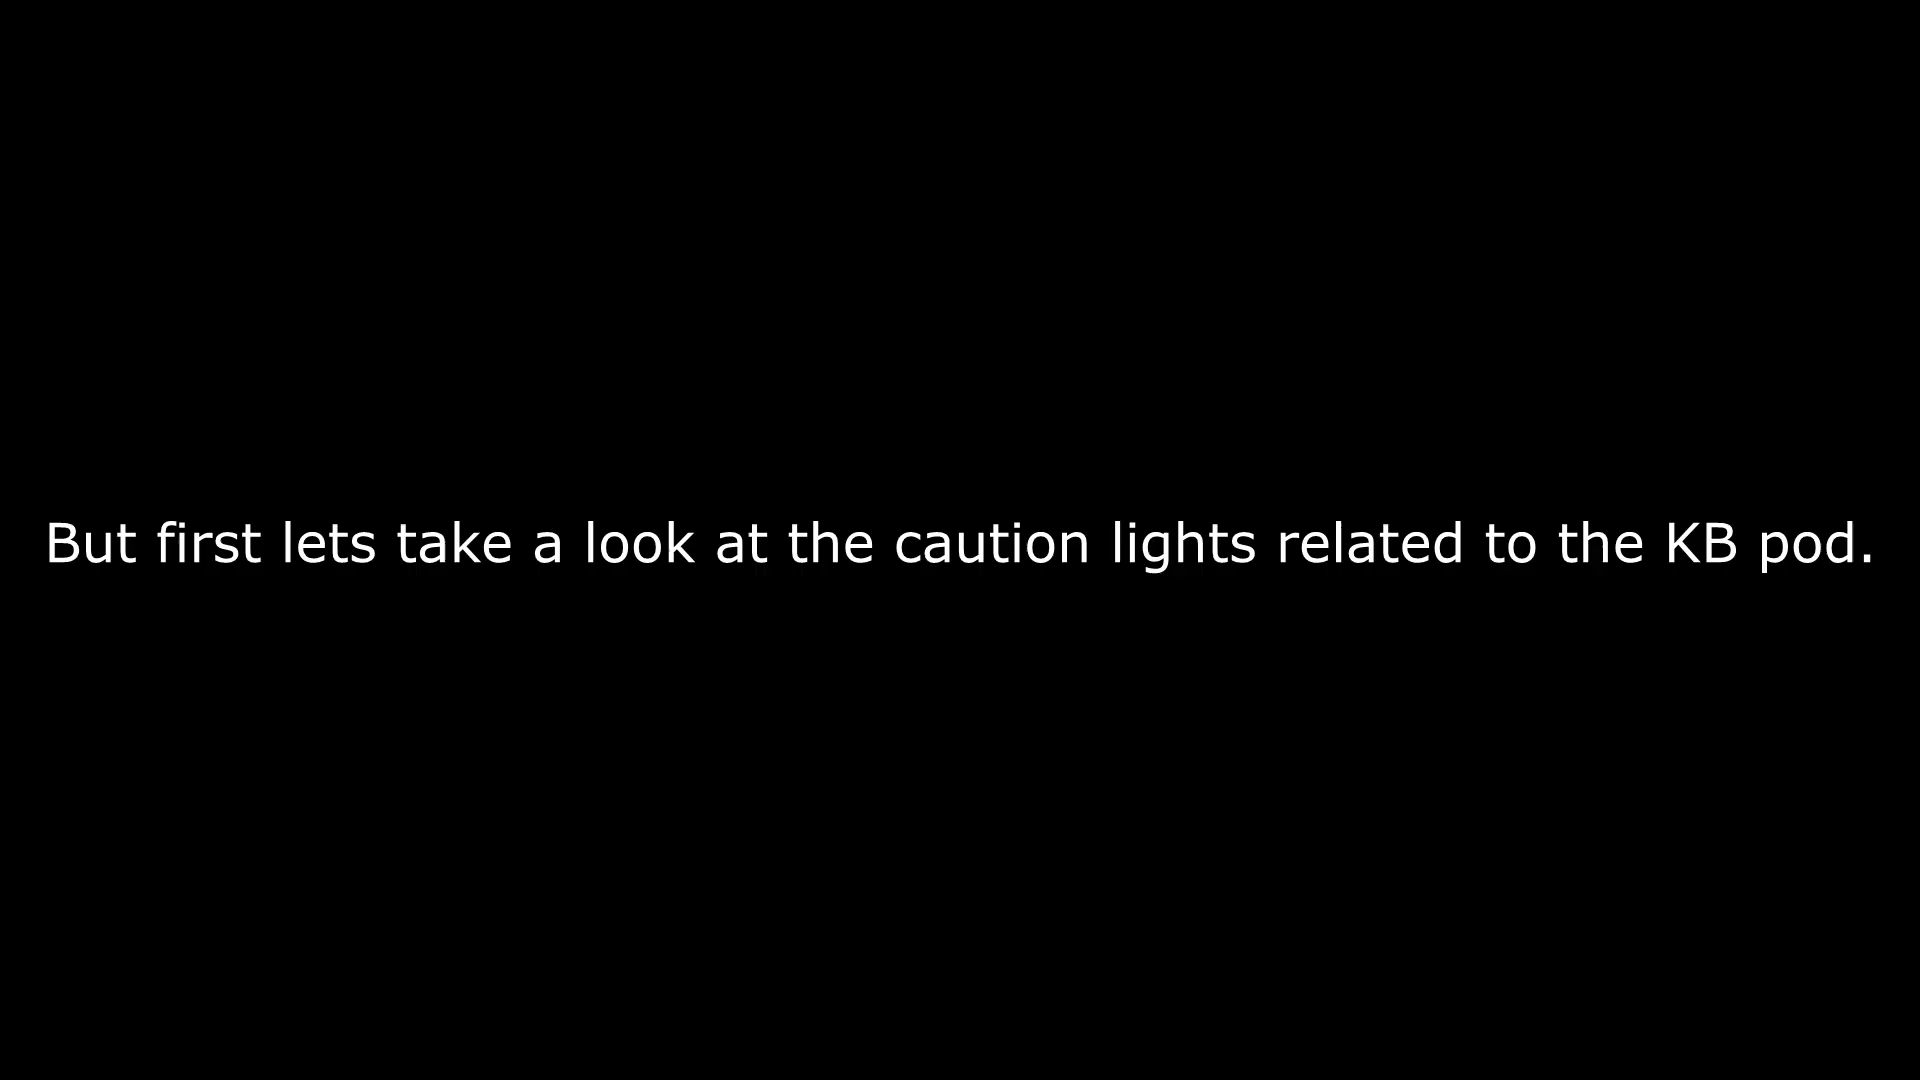 But first lets take a look at the caution lights related to the KB pod.